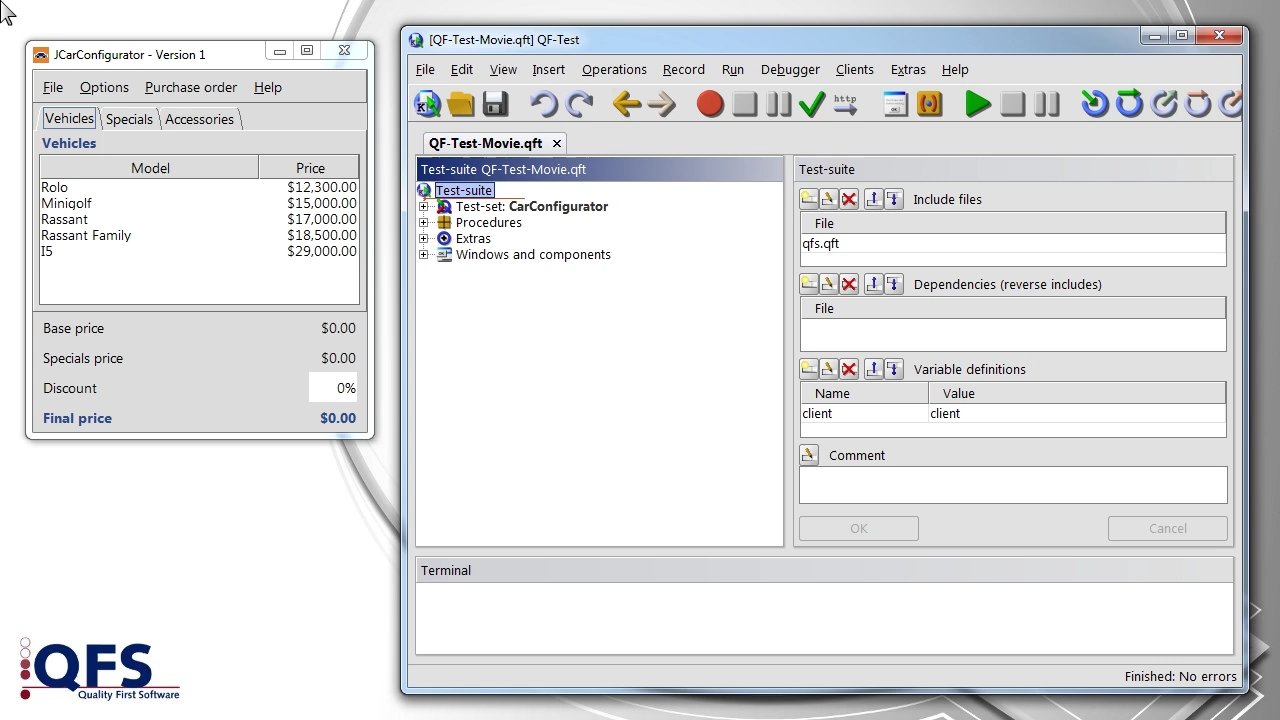 JCarConfigurator - Version 1
File Options Purchase order Help
Vehicles Specials Accessories
Vehicles
Model Price
Rolo $12,300.00
Minigolf $15,000.00
Rassant $17,000.00
Rassant Family $18,500.00
I5 $29,000.00
Base price $0.00
Specials price $0.00
Discount 0%
Final price $0.00
QFS
Quality First Software
[QF-Test-Movie.qft] QF-Test
File Edit View Insert Operations Record Run Debugger Clients Extras Help
http
QF-Test-Movie.qft
Test-suite QF-Test-Movie.qft
Test-suite
Test-set: CarConfigurator
Procedures
Extras
Windows and components
Test-suite
Include files
File
qfs.qft
Dependencies (reverse includes)
File
Variable definitions
Name Value
client client
Comment
OK Cancel
Terminal
Finished: No errors